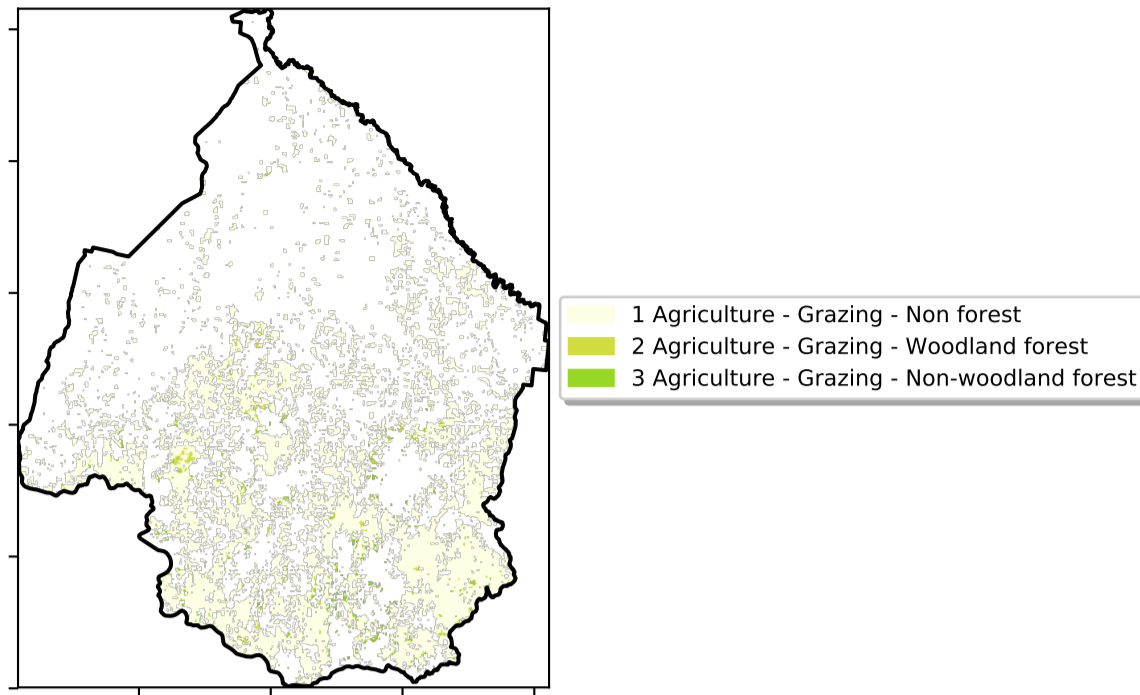 1 Agriculture - Grazing - Non forest
2 Agriculture - Grazing - Woodland forest
3 Agriculture - Grazing - Non-woodland forest